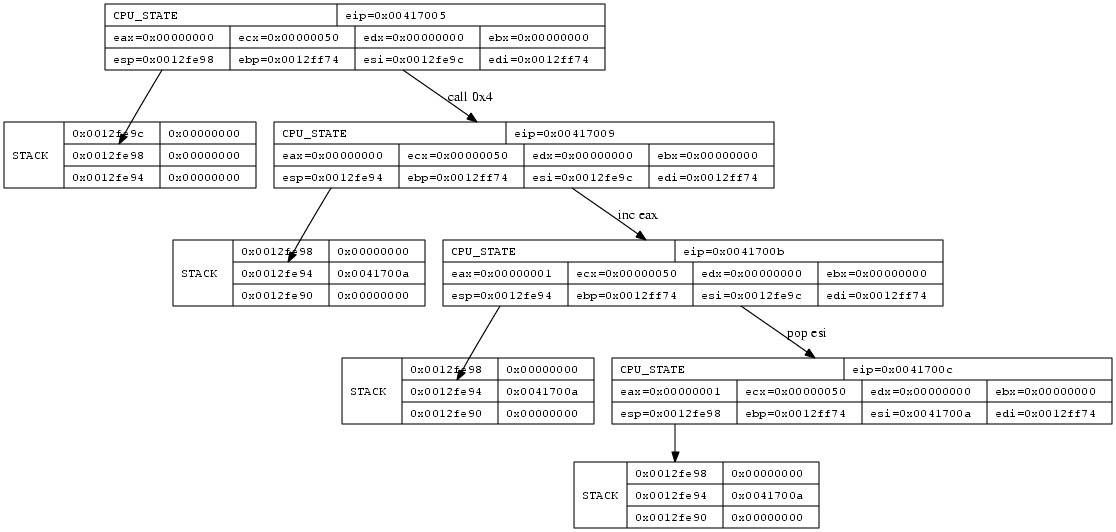 CPU_STATE eip=0x00417005
eax=0x00000000 ecx=0x00000050 edx=0x00000000 ebx=0x00000000
esp=0x0012fe98 ebp=0x0012ff74 esi=0x0012fe9c edi=0x0012ff74
call 0x4
STACK
0x0012fe9c 0x00000000
0x0012fe98 0x00000000
0x0012fe94 0x00000000
CPU_STATE eip=0x00417009
eax=0x00000000 ecx=0x00000050 edx=0x00000000 ebx=0x00000000
esp=0x0012fe94 ebp=0x0012ff74 esi=0x0012fe9c edi=0x0012ff74
inc eax
STACK
0x0012fe98 0x00000000
0x0012fe94 0x0041700a
0x0012fe90 0x00000000
CPU_STATE eip=0x0041700b
eax=0x00000001 ecx=0x00000050 edx=0x00000000 ebx=0x00000000
esp=0x0012fe94 ebp=0x0012ff74 esi=0x0012fe9c edi=0x0012ff74
pop esi
STACK
0x0012fe98 0x00000000
0x0012fe94 0x0041700a
0x0012fe90 0x00000000
CPU_STATE eip=0x0041700c
eax=0x00000001 ecx=0x00000050 edx=0x00000000 ebx=0x00000000
esp=0x0012fe98 ebp=0x0012ff74 esi=0x0041700a edi=0x0012ff74
STACK
0x0012fe98 0x00000000
0x0012fe94 0x0041700a
0x0012fe90 0x00000000